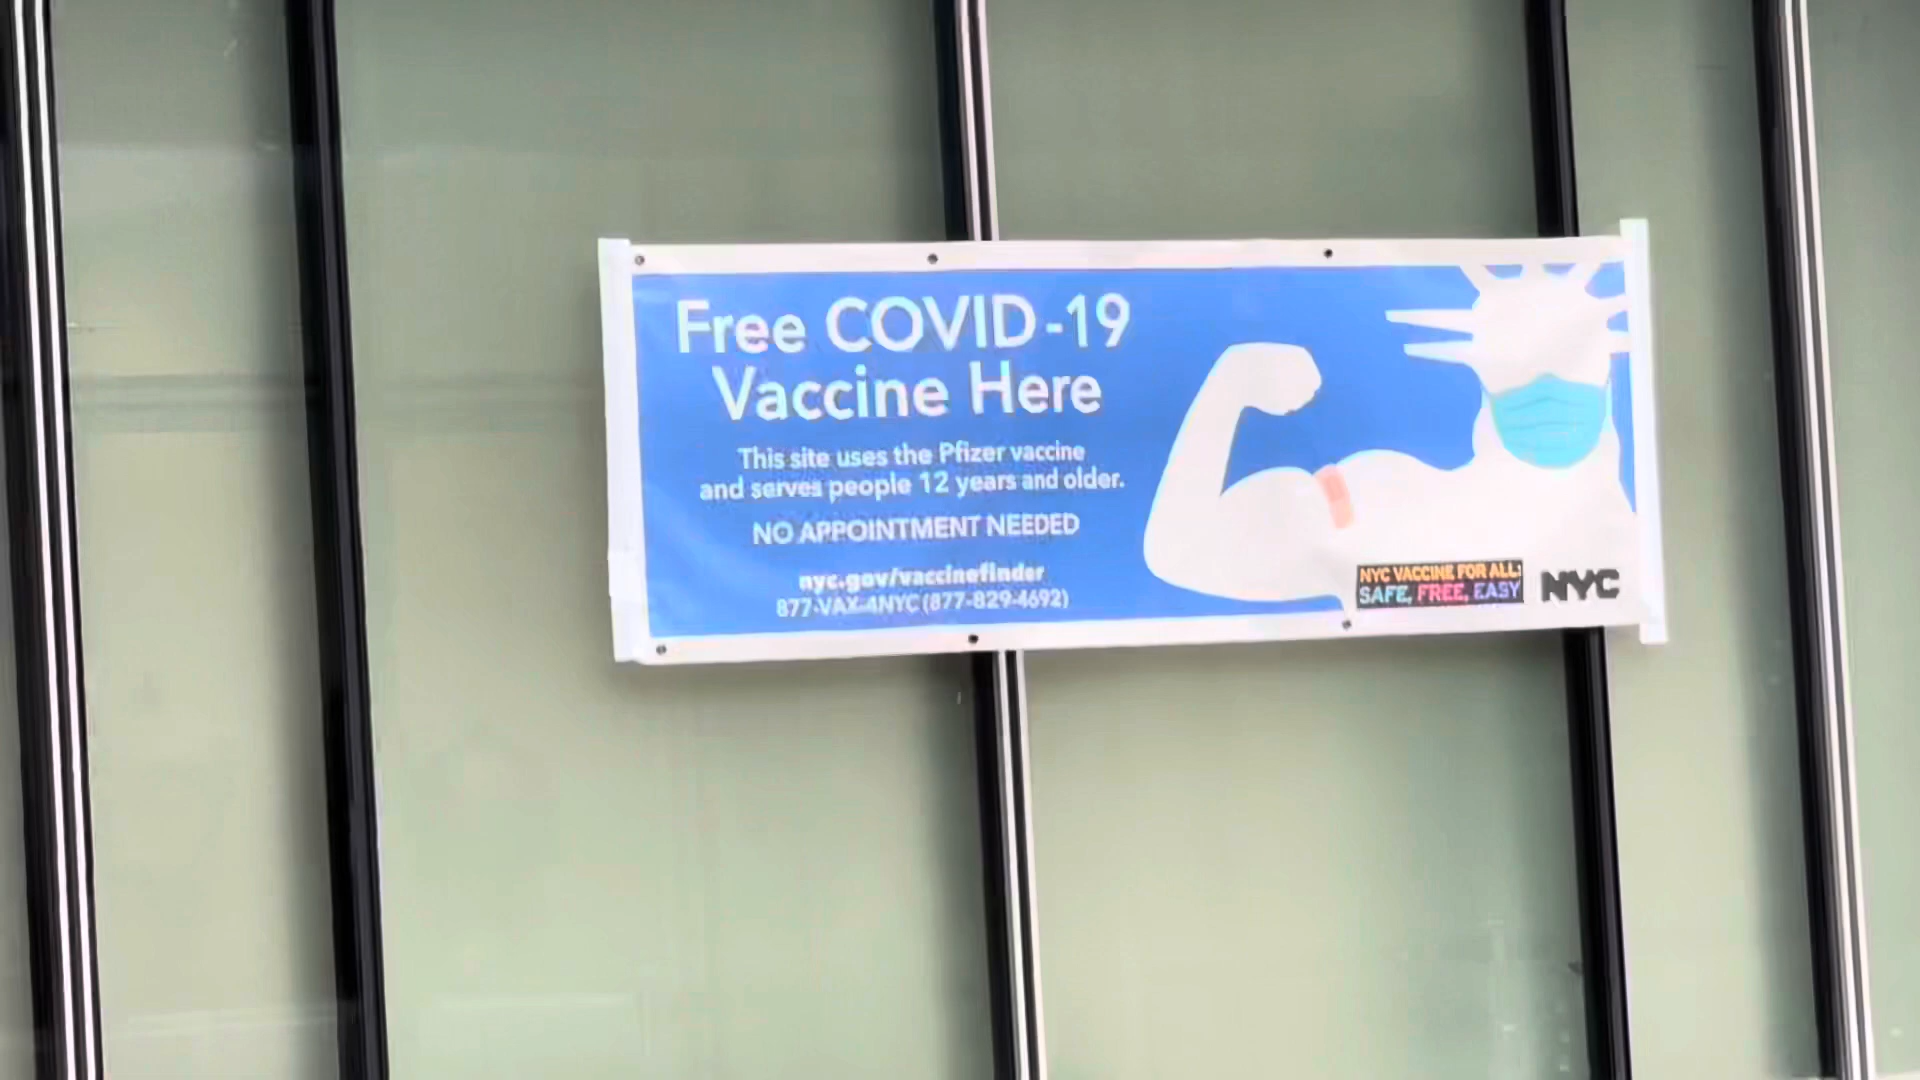 Free COVID-19
Vaccine Here
This site uses the Pfizer vaccine
and serves people 12 years and older.
NO APPOINTMENT NEEDED
nyc.gov/vaccinefinder
877-VAX-4NYC (877-829-4692)
NYC VACCINE FOR ALL:
SAFE, FREE, EASY
NYC